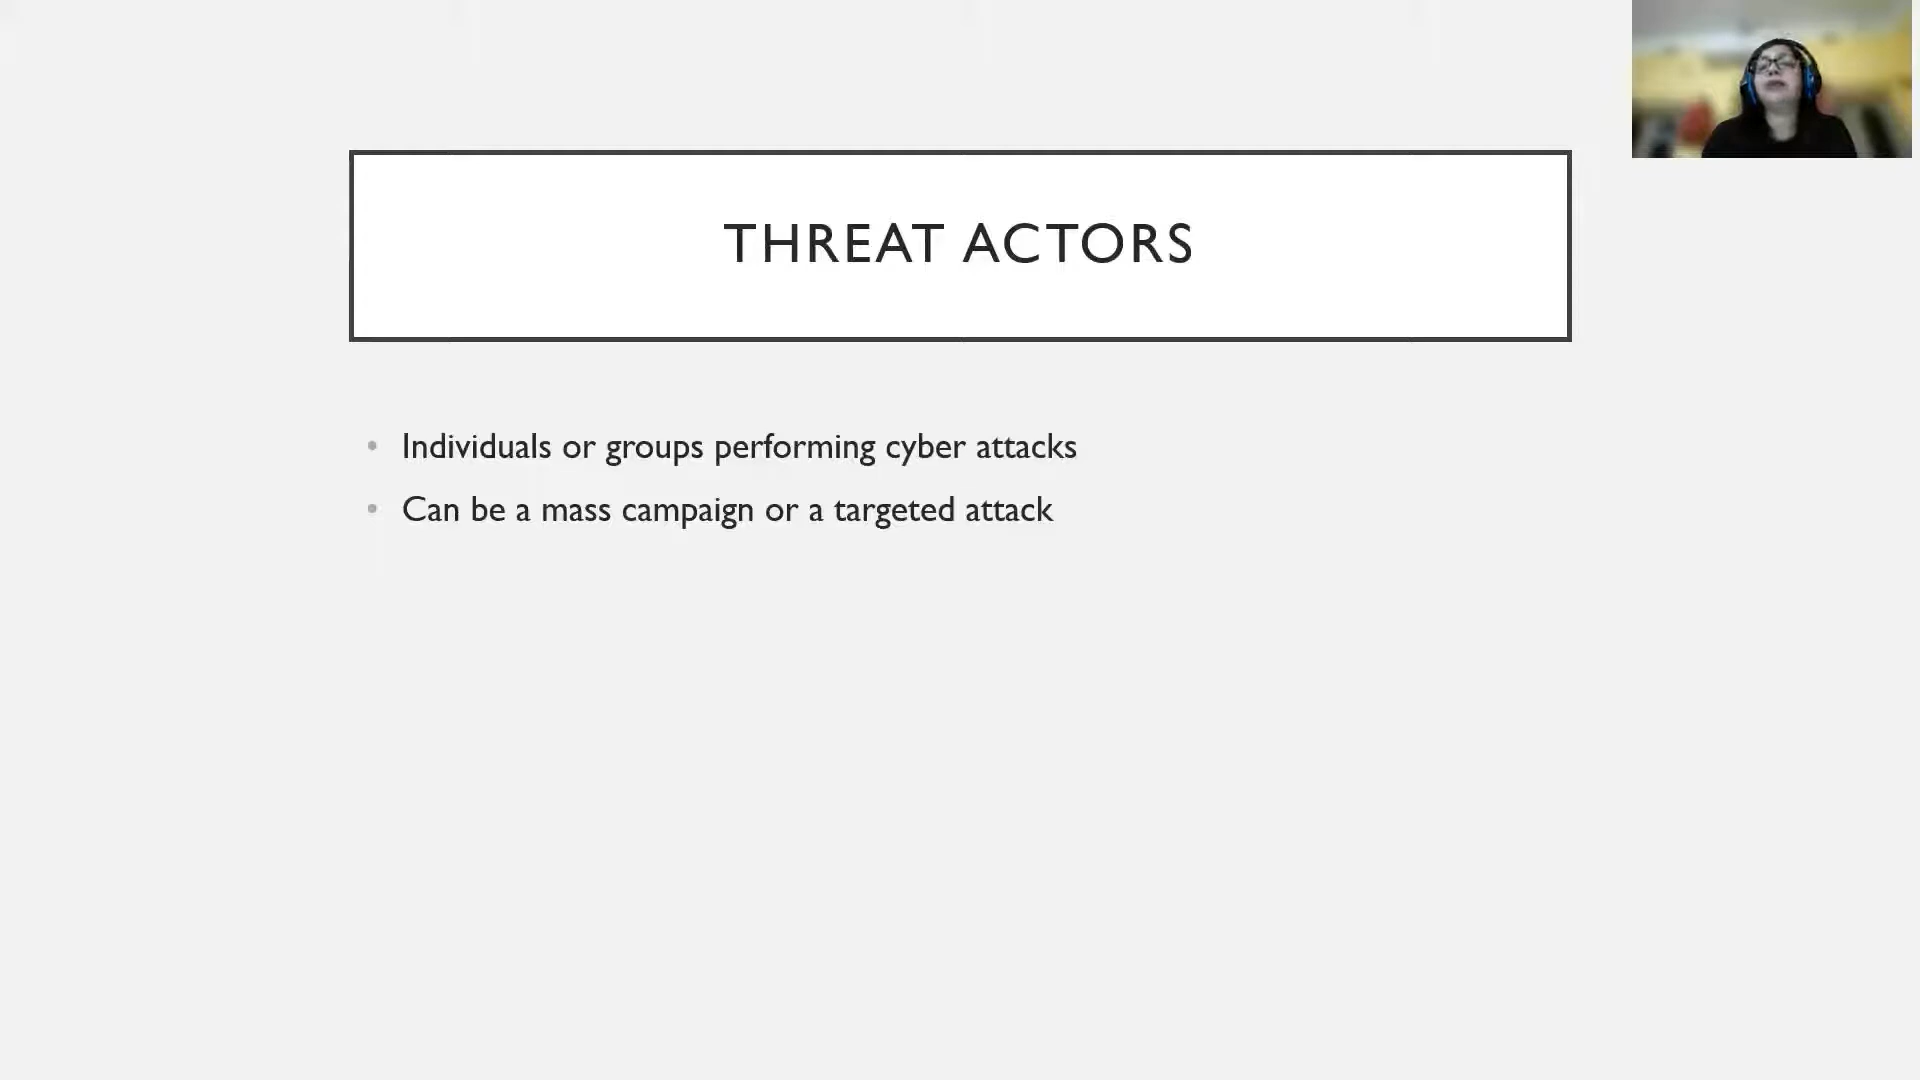 THREAT ACTORS
• Individuals or groups performing cyber attacks
• Can be a mass campaign or a targeted attack